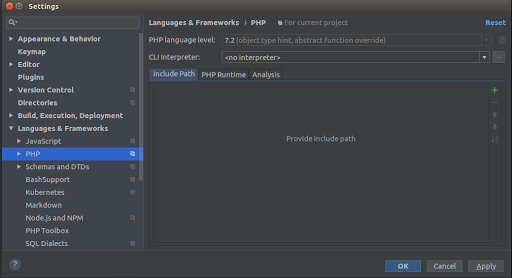 Settings
Languages & Frameworks › PHP For current project Reset
Appearance & Behavior
Keymap
Editor
Plugins
Version Control
Directories
Build, Execution, Deployment
Languages & Frameworks
JavaScript
PHP
Schemas and DTDs
BashSupport
Kubernetes
Markdown
Node.js and NPM
PHP Toolbox
SQL Dialects
PHP language level: 7.2 (object type hint, abstract function override)
CLI Interpreter: <no interpreter> ...
Include Path PHP Runtime Analysis
Provide include path
? OK Cancel Apply